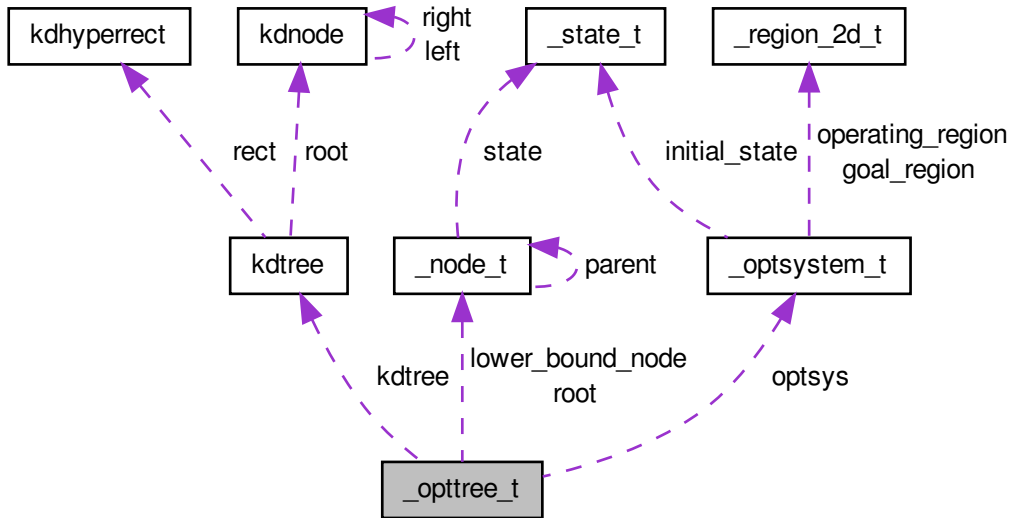 kdhyperrect
kdnode
right
left
_state_t
_region_2d_t
rect
root
state
initial_state
operating_region
goal_region
kdtree
_node_t
parent
_optsystem_t
kdtree
lower_bound_node
root
optsys
_opttree_t